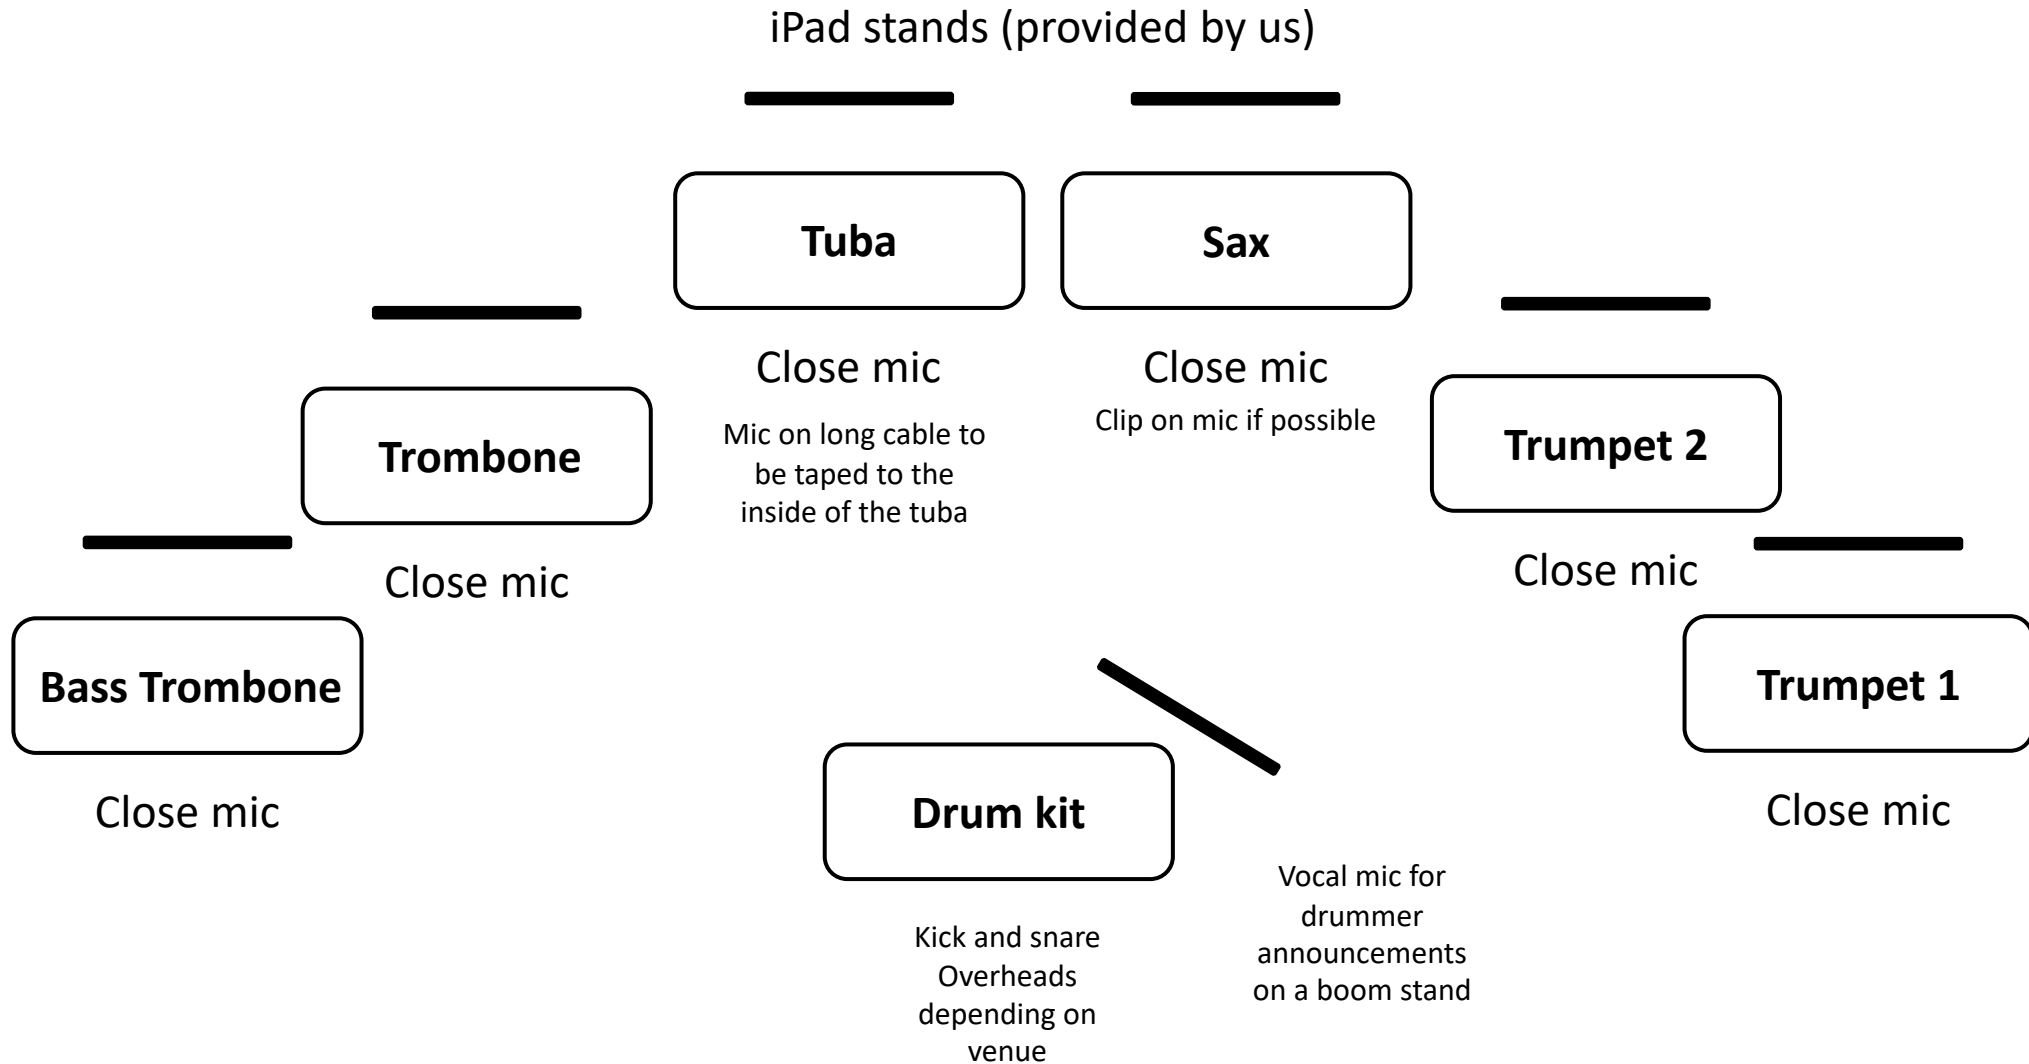 iPad stands (provided by us)
Tuba
Sax
Close mic
Mic on long cable to
be taped to the
inside of the tuba
Close mic
Clip on mic if possible
Trombone
Close mic
Trumpet 2
Close mic
Bass Trombone
Close mic
Trumpet 1
Close mic
Drum kit
Kick and snare
Overheads
depending on
venue
Vocal mic for
drummer
announcements
on a boom stand